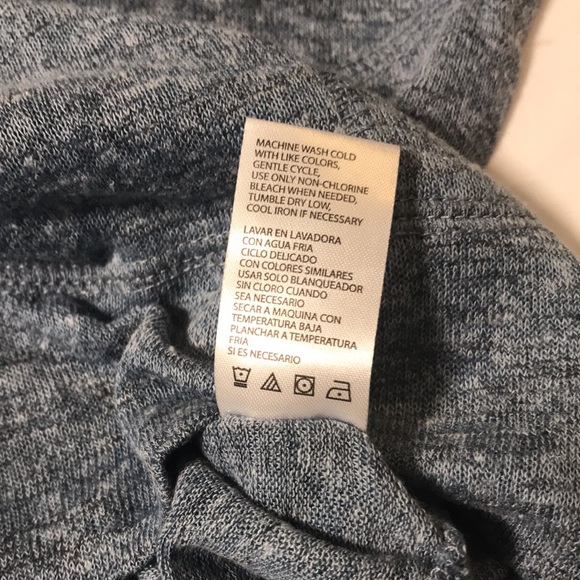 MACHINE WASH COLD
WITH LIKE COLORS,
GENTLE CYCLE,
USE ONLY NON-CHLORINE
BLEACH WHEN NEEDED,
TUMBLE DRY LOW,
COOL IRON IF NECESSARY
LAVAR EN LAVADORA
CON AGUA FRIA
CICLO DELICADO
CON COLORES SIMILARES
USAR SOLO BLANQUEADOR
SIN CLORO CUANDO
SEA NECESARIO
SECAR A MAQUINA CON
TEMPERATURA BAJA
PLANCHAR A TEMPERATURA
FRIA
SI ES NECESARIO